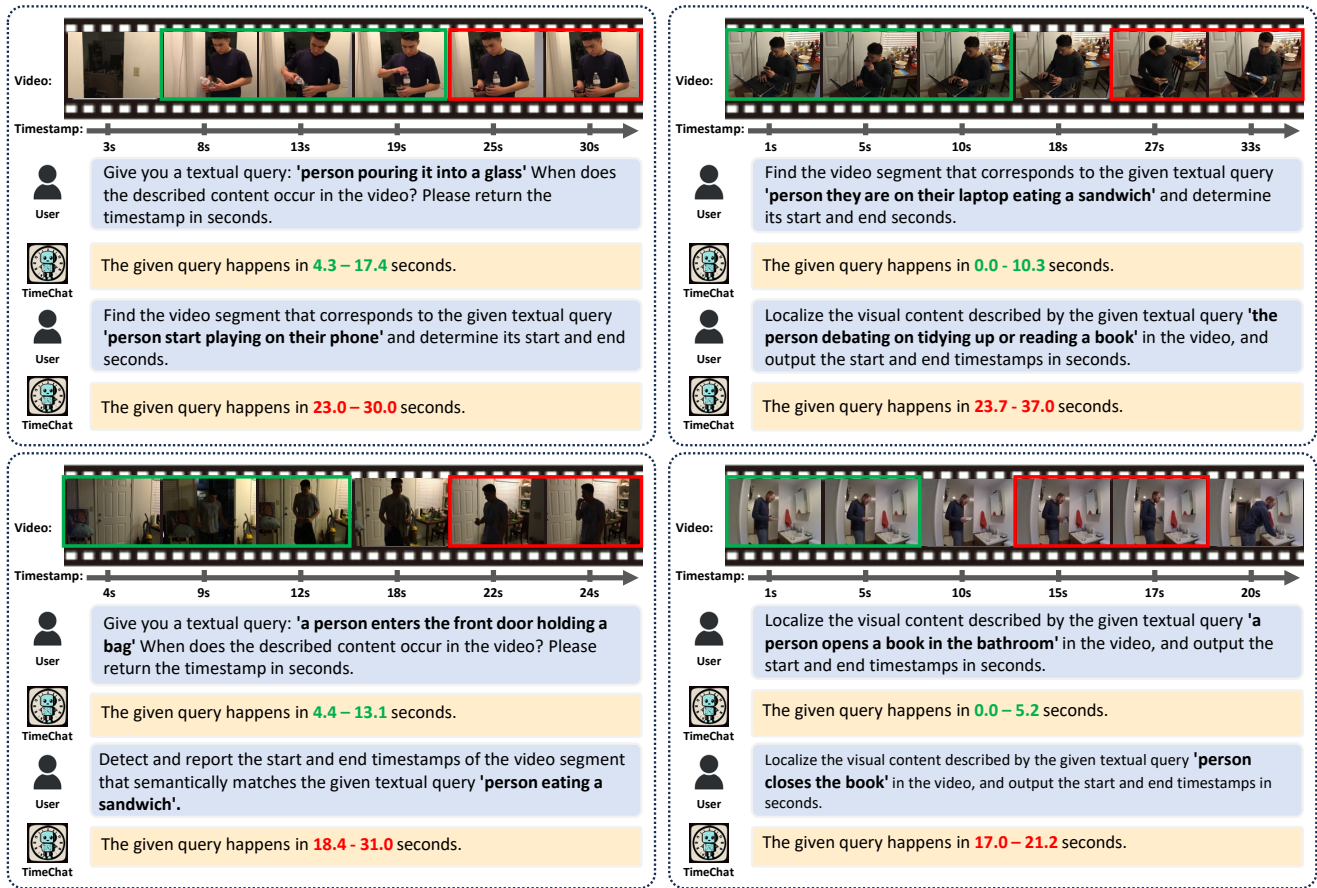 Video:
Timestamp:
3s 8s 13s 19s 25s 30s
User
Give you a textual query: 'person pouring it into a glass' When does
the described content occur in the video? Please return the
timestamp in seconds.
TimeChat
The given query happens in 4.3 – 17.4 seconds.
User
Find the video segment that corresponds to the given textual query
'person start playing on their phone' and determine its start and end
seconds.
TimeChat
The given query happens in 23.0 – 30.0 seconds.
Video:
Timestamp:
1s 5s 10s 18s 27s 33s
User
Find the video segment that corresponds to the given textual query
'person they are on their laptop eating a sandwich' and determine
its start and end seconds.
TimeChat
The given query happens in 0.0 - 10.3 seconds.
User
Localize the visual content described by the given textual query 'the
person debating on tidying up or reading a book' in the video, and
output the start and end timestamps in seconds.
TimeChat
The given query happens in 23.7 - 37.0 seconds.
Video:
Timestamp:
4s 9s 12s 18s 22s 24s
User
Give you a textual query: 'a person enters the front door holding a
bag' When does the described content occur in the video? Please
return the timestamp in seconds.
TimeChat
The given query happens in 4.4 – 13.1 seconds.
User
Detect and report the start and end timestamps of the video segment
that semantically matches the given textual query 'person eating a
sandwich'.
TimeChat
The given query happens in 18.4 - 31.0 seconds.
Video:
Timestamp:
1s 5s 10s 15s 17s 20s
User
Localize the visual content described by the given textual query 'a
person opens a book in the bathroom' in the video, and output the
start and end timestamps in seconds.
TimeChat
The given query happens in 0.0 – 5.2 seconds.
User
Localize the visual content described by the given textual query 'person
closes the book' in the video, and output the start and end timestamps in
seconds.
TimeChat
The given query happens in 17.0 – 21.2 seconds.